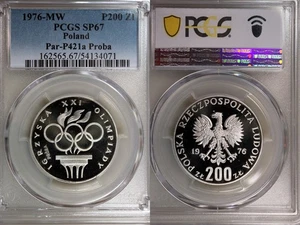 1976-MW P200 Zl
PCGS SP67
Poland
Par-P421a Proba
162565.67/54134071
IGRZYSKA XXI OLIMPIADY
PCGS
POLSKA RZECZPOSPOLITA LUDOWA
19 76
ZŁ 200 ZŁ